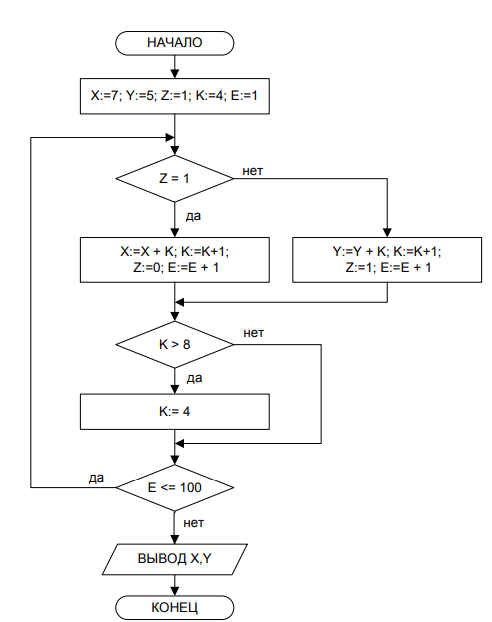 НАЧАЛО
X:=7; Y:=5; Z:=1; K:=4; E:=1
Z = 1
нет
да
X:=X + K; K:=K+1;
Z:=0; E:=E + 1
Y:=Y + K; K:=K+1;
Z:=1; E:=E + 1
K > 8
нет
да
K:= 4
E <= 100
да
нет
ВЫВОД X,Y
КОНЕЦ